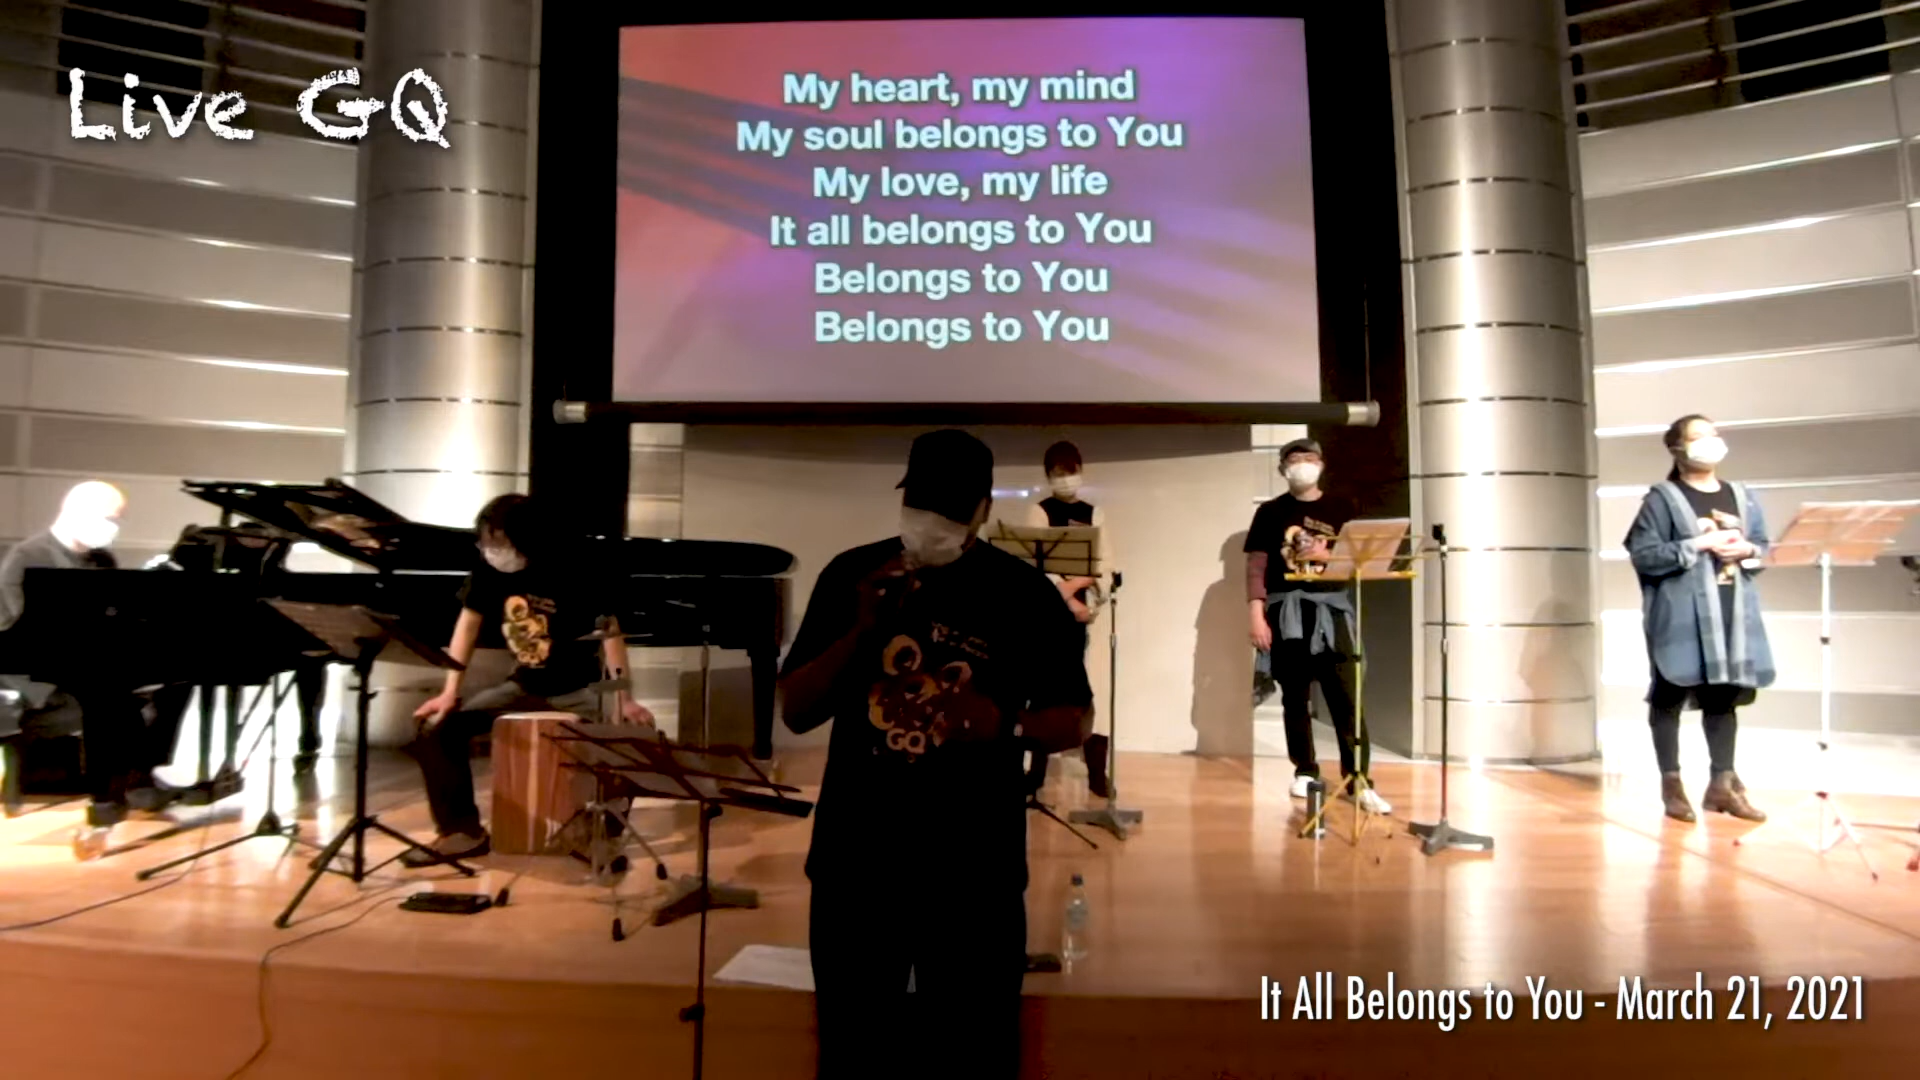 Live GQ
My heart, my mind
My soul belongs to You
My love, my life
It all belongs to You
Belongs to You
Belongs to You
GQ
It All Belongs to You - March 21, 2021